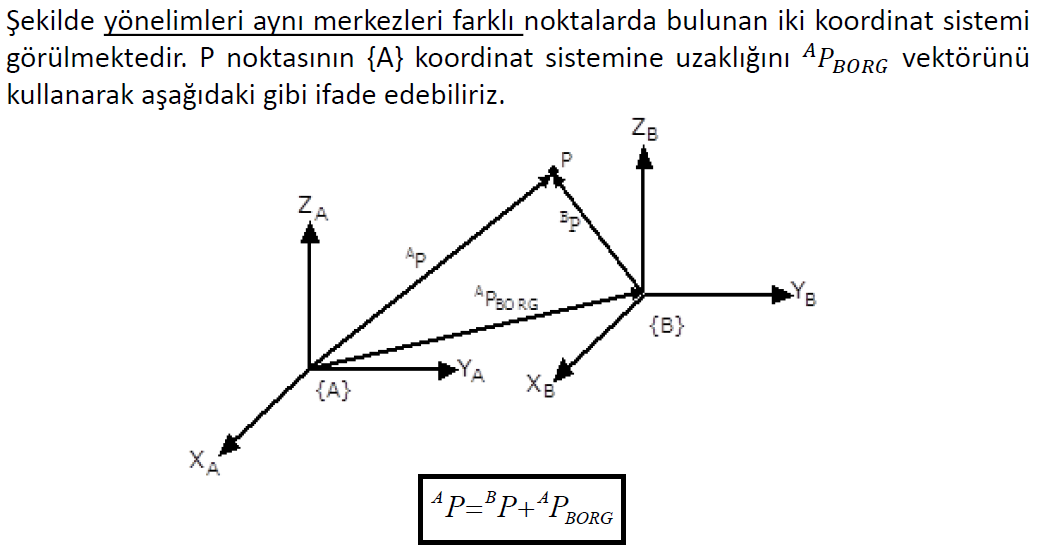 Şekilde yönelimleri aynı merkezleri farklı noktalarda bulunan iki koordinat sistemi
görülmektedir. P noktasının {A} koordinat sistemine uzaklığını ᴬP_BORG vektörünü
kullanarak aşağıdaki gibi ifade edebiliriz.
Z_B
P
Z_A
ᴮP
ᴬP
ᴬP_BORG
Y_B
{B}
Y_A
X_B
{A}
X_A
ᴬP=ᴮP+ᴬP_BORG